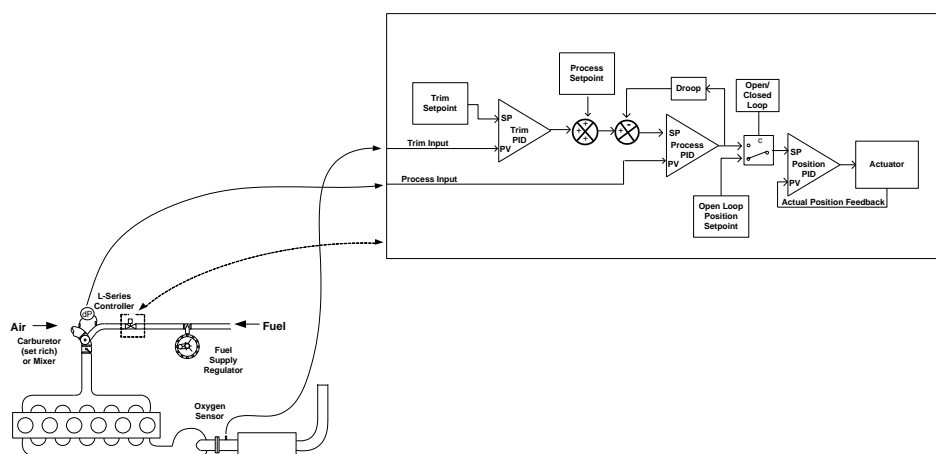 Process
Setpoint
Open/
Closed
Loop
Trim
Setpoint
Droop
SP
Trim
PID
PV
+
+
+
-
+
SP
Process
PID
PV
C
SP
Position
PID
PV
Actuator
Trim Input
Process Input
Open Loop
Position
Setpoint
Actual Position Feedback
L-Series
Controller
dP
Air
Fuel
Carburetor
(set rich)
or Mixer
Fuel
Supply
Regulator
Oxygen
Sensor